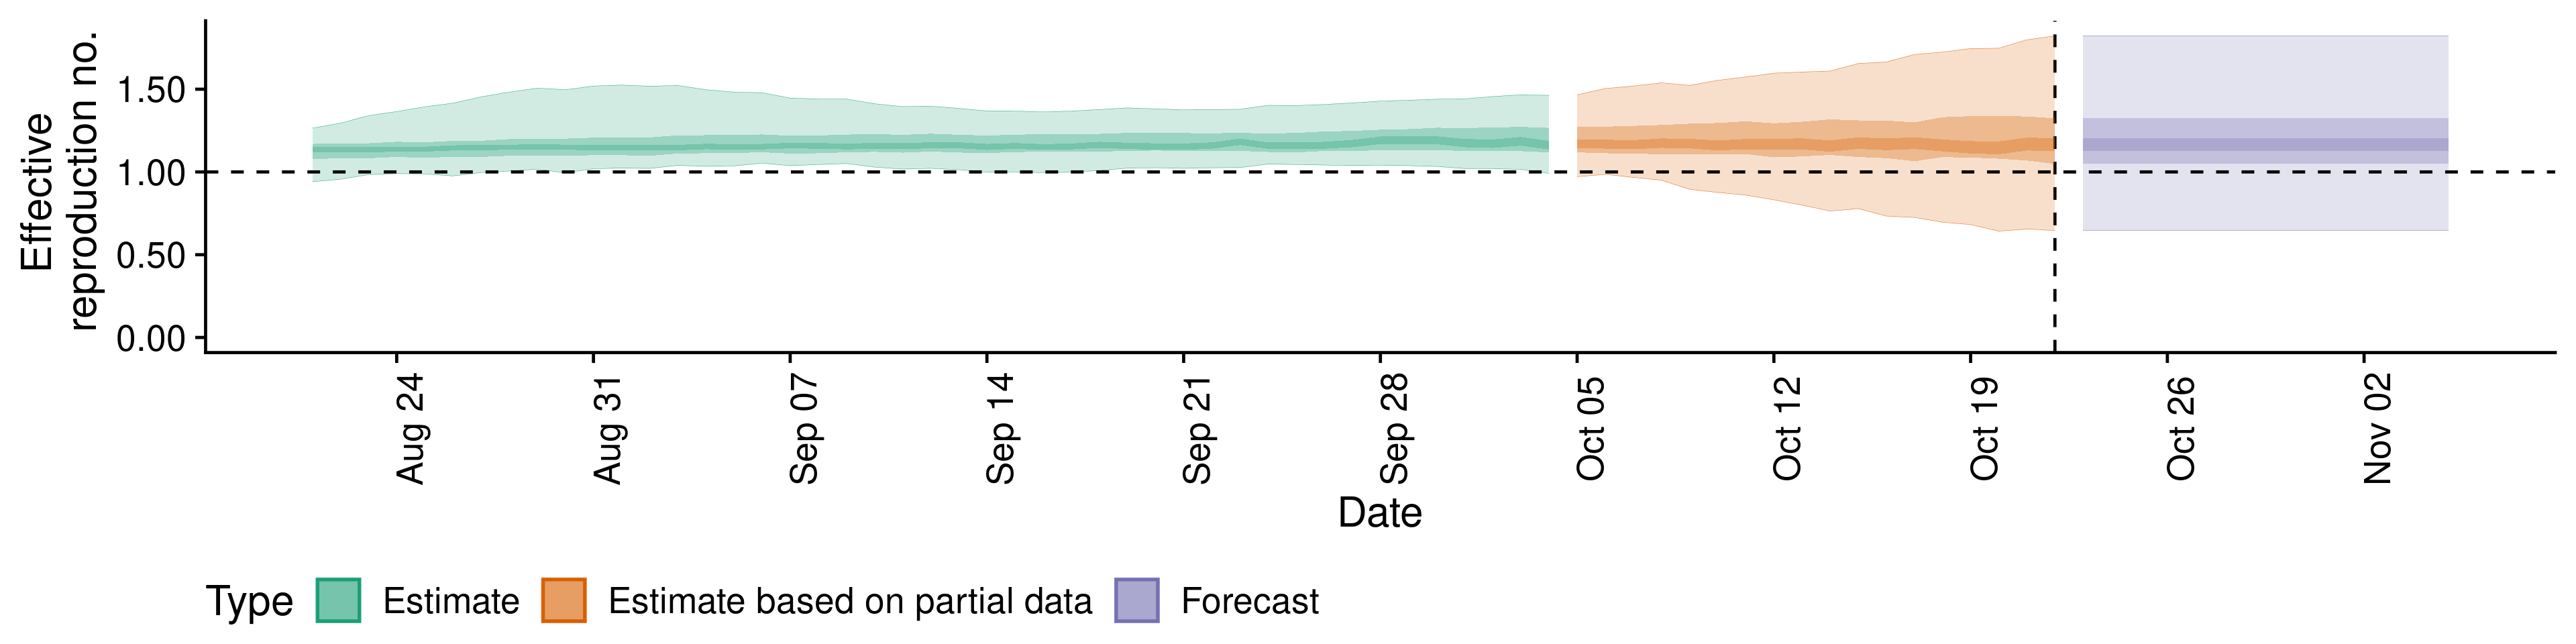 Effective
reproduction no.
1.50
1.00
0.50
0.00
Aug 24
Aug 31
Sep 07
Sep 14
Sep 21
Sep 28
Oct 05
Oct 12
Oct 19
Oct 26
Nov 02
Date
Type Estimate Estimate based on partial data Forecast